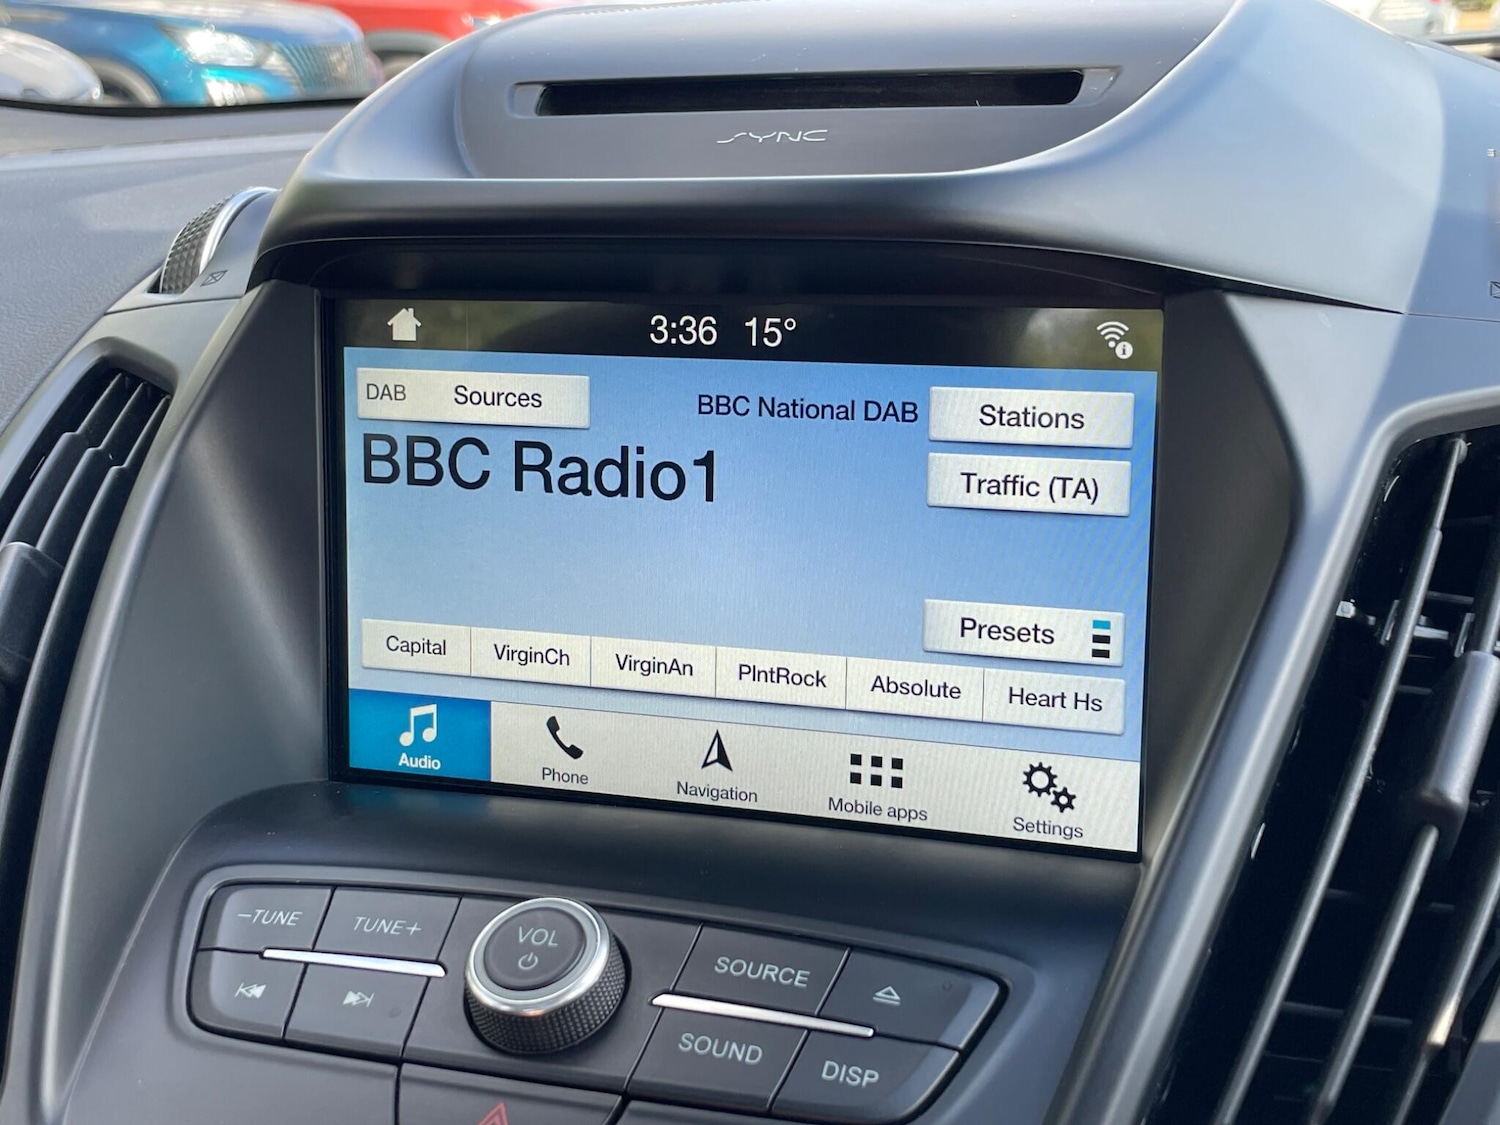 SYNC
3:36 15°
DAB Sources
BBC National DAB
Stations
BBC Radio1
Traffic (TA)
Presets
Capital
VirginCh
VirginAn
PlntRock
Absolute
Heart Hs
Audio
Phone
Navigation
Mobile apps
Settings
−TUNE
TUNE+
VOL
SOURCE
SOUND
DISP